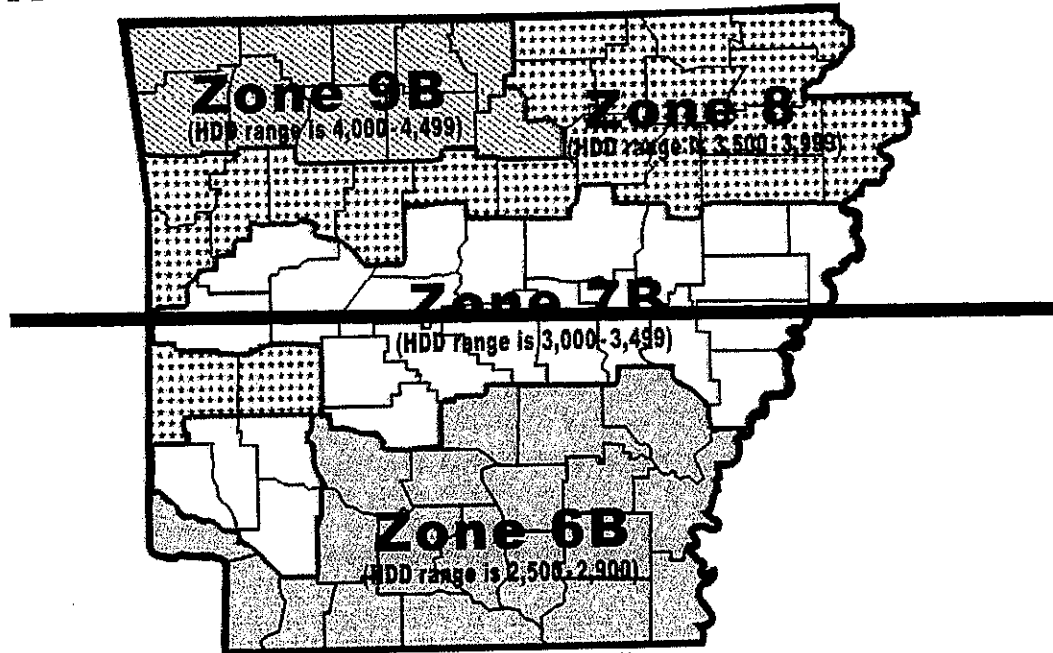 Zone 9B
(HDD range is 4,000-4,499)
Zone 8
(HDD range is 3,500-3,999)
Zone 7B
(HDD range is 3,000-3,499)
Zone 6B
(HDD range is 2,500-2,900)